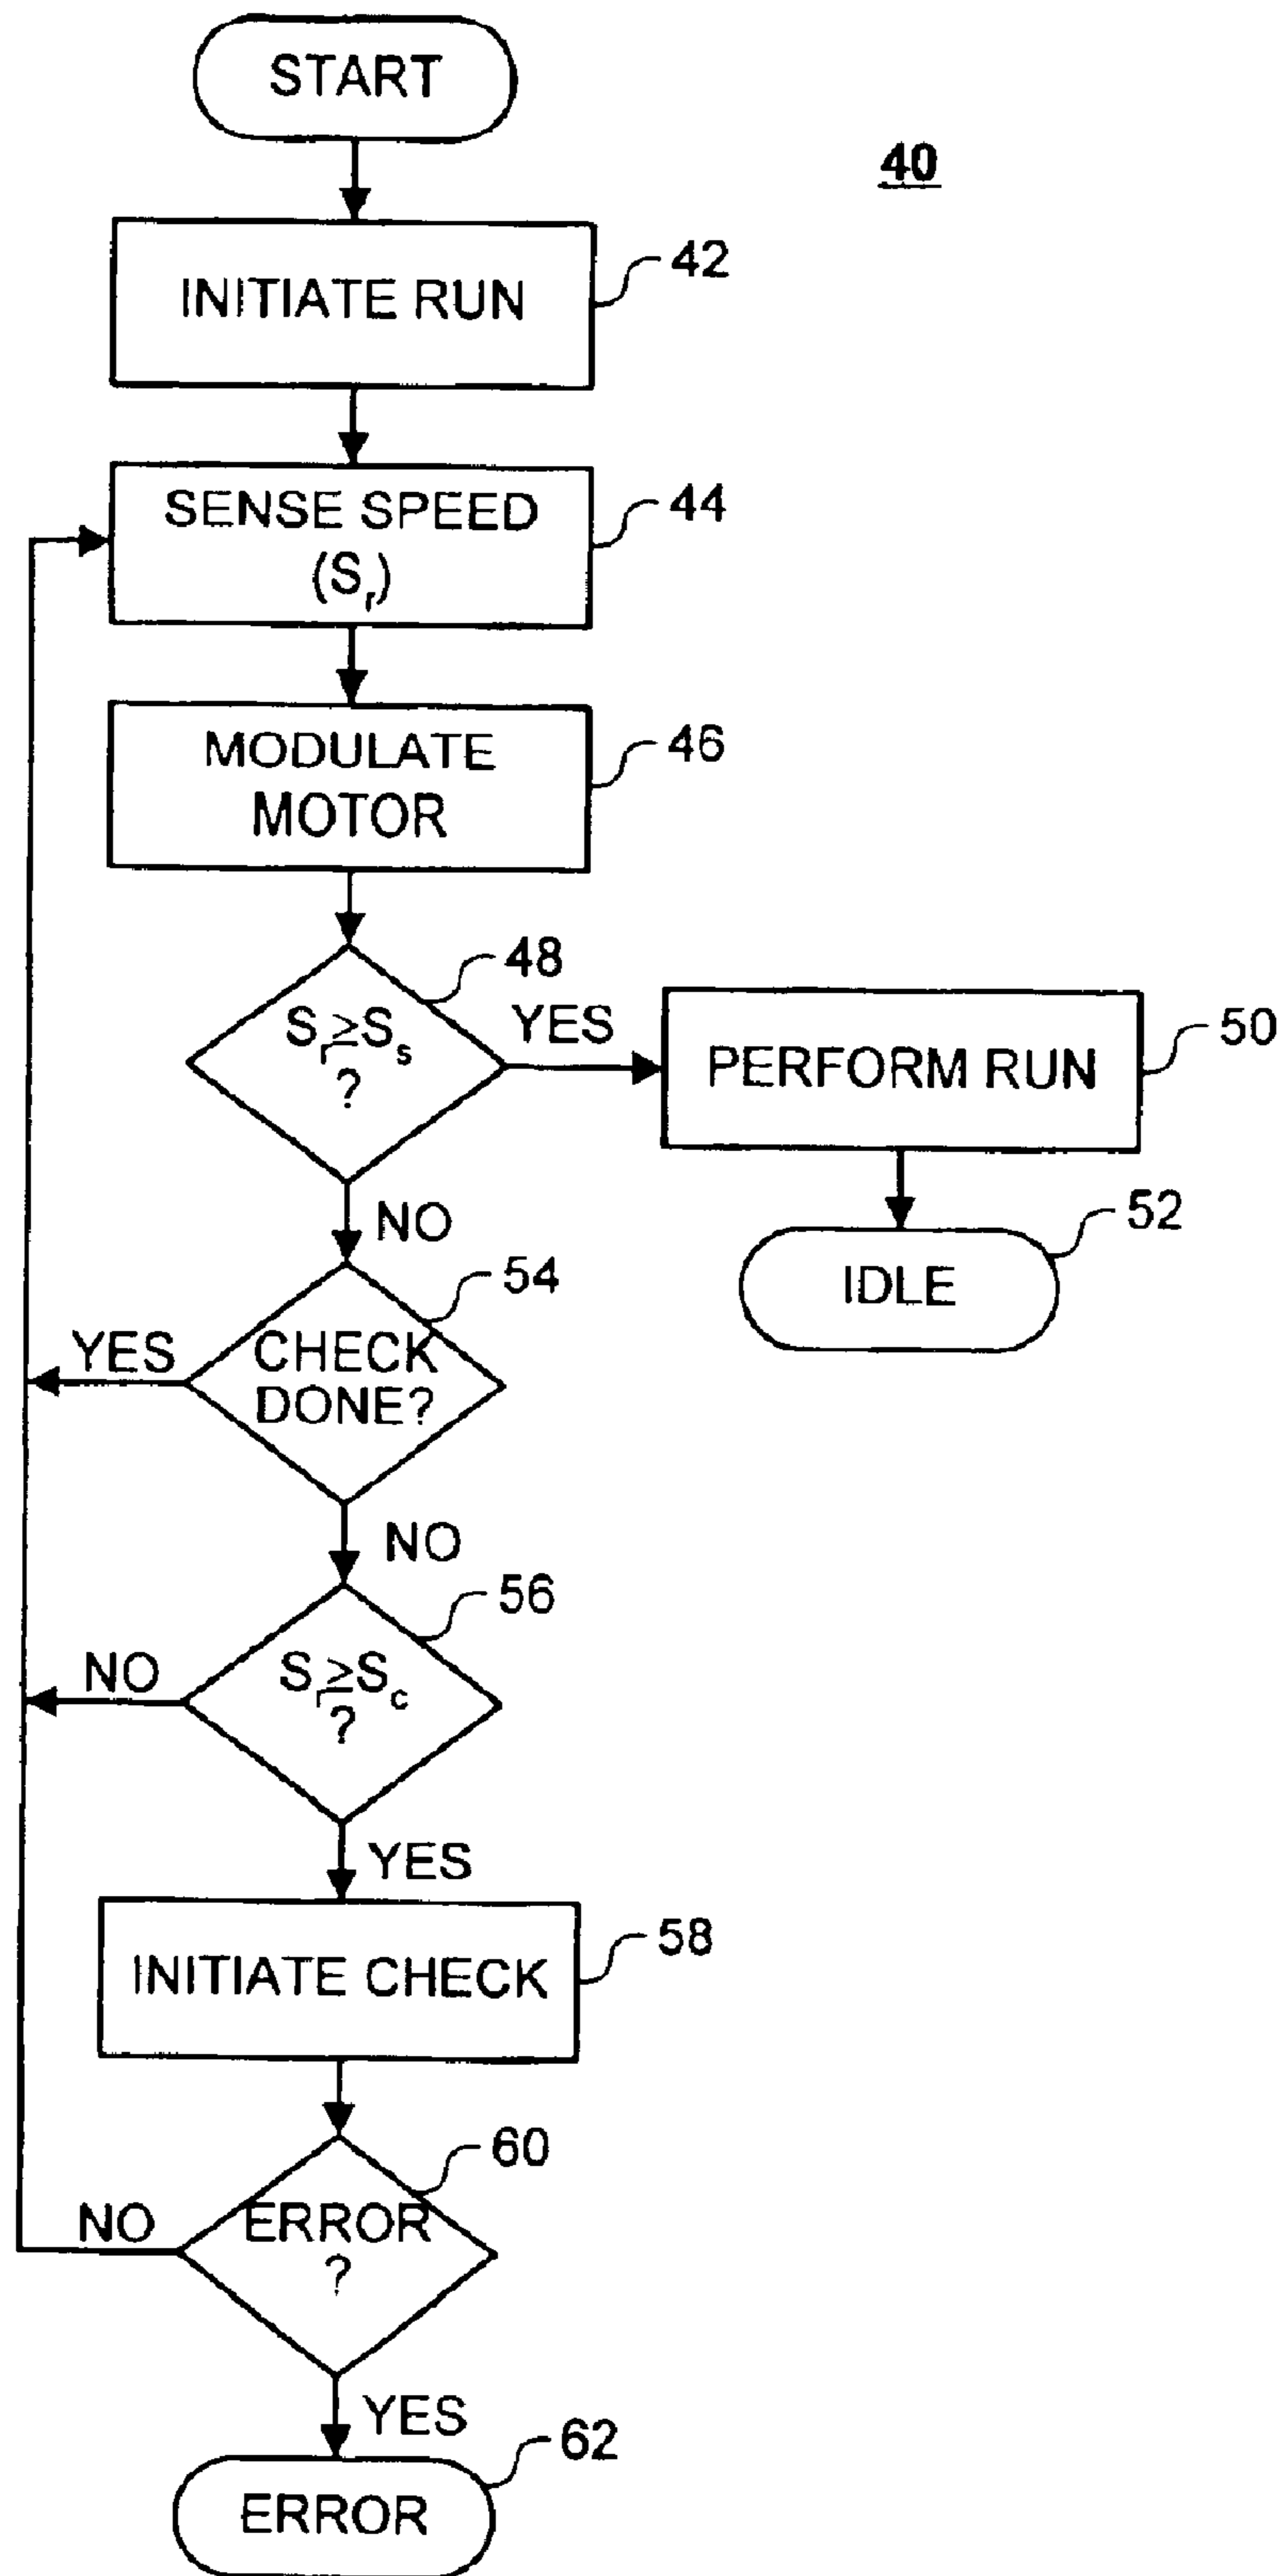 START
40
INITIATE RUN
42
SENSE SPEED
(Sr)
44
MODULATE
MOTOR
46
48
Sr≥Ss
?
YES
PERFORM RUN
50
NO
IDLE
52
54
CHECK
DONE?
YES
NO
56
Sr≥Sc
?
NO
YES
INITIATE CHECK
58
60
ERROR
?
NO
YES
ERROR
62